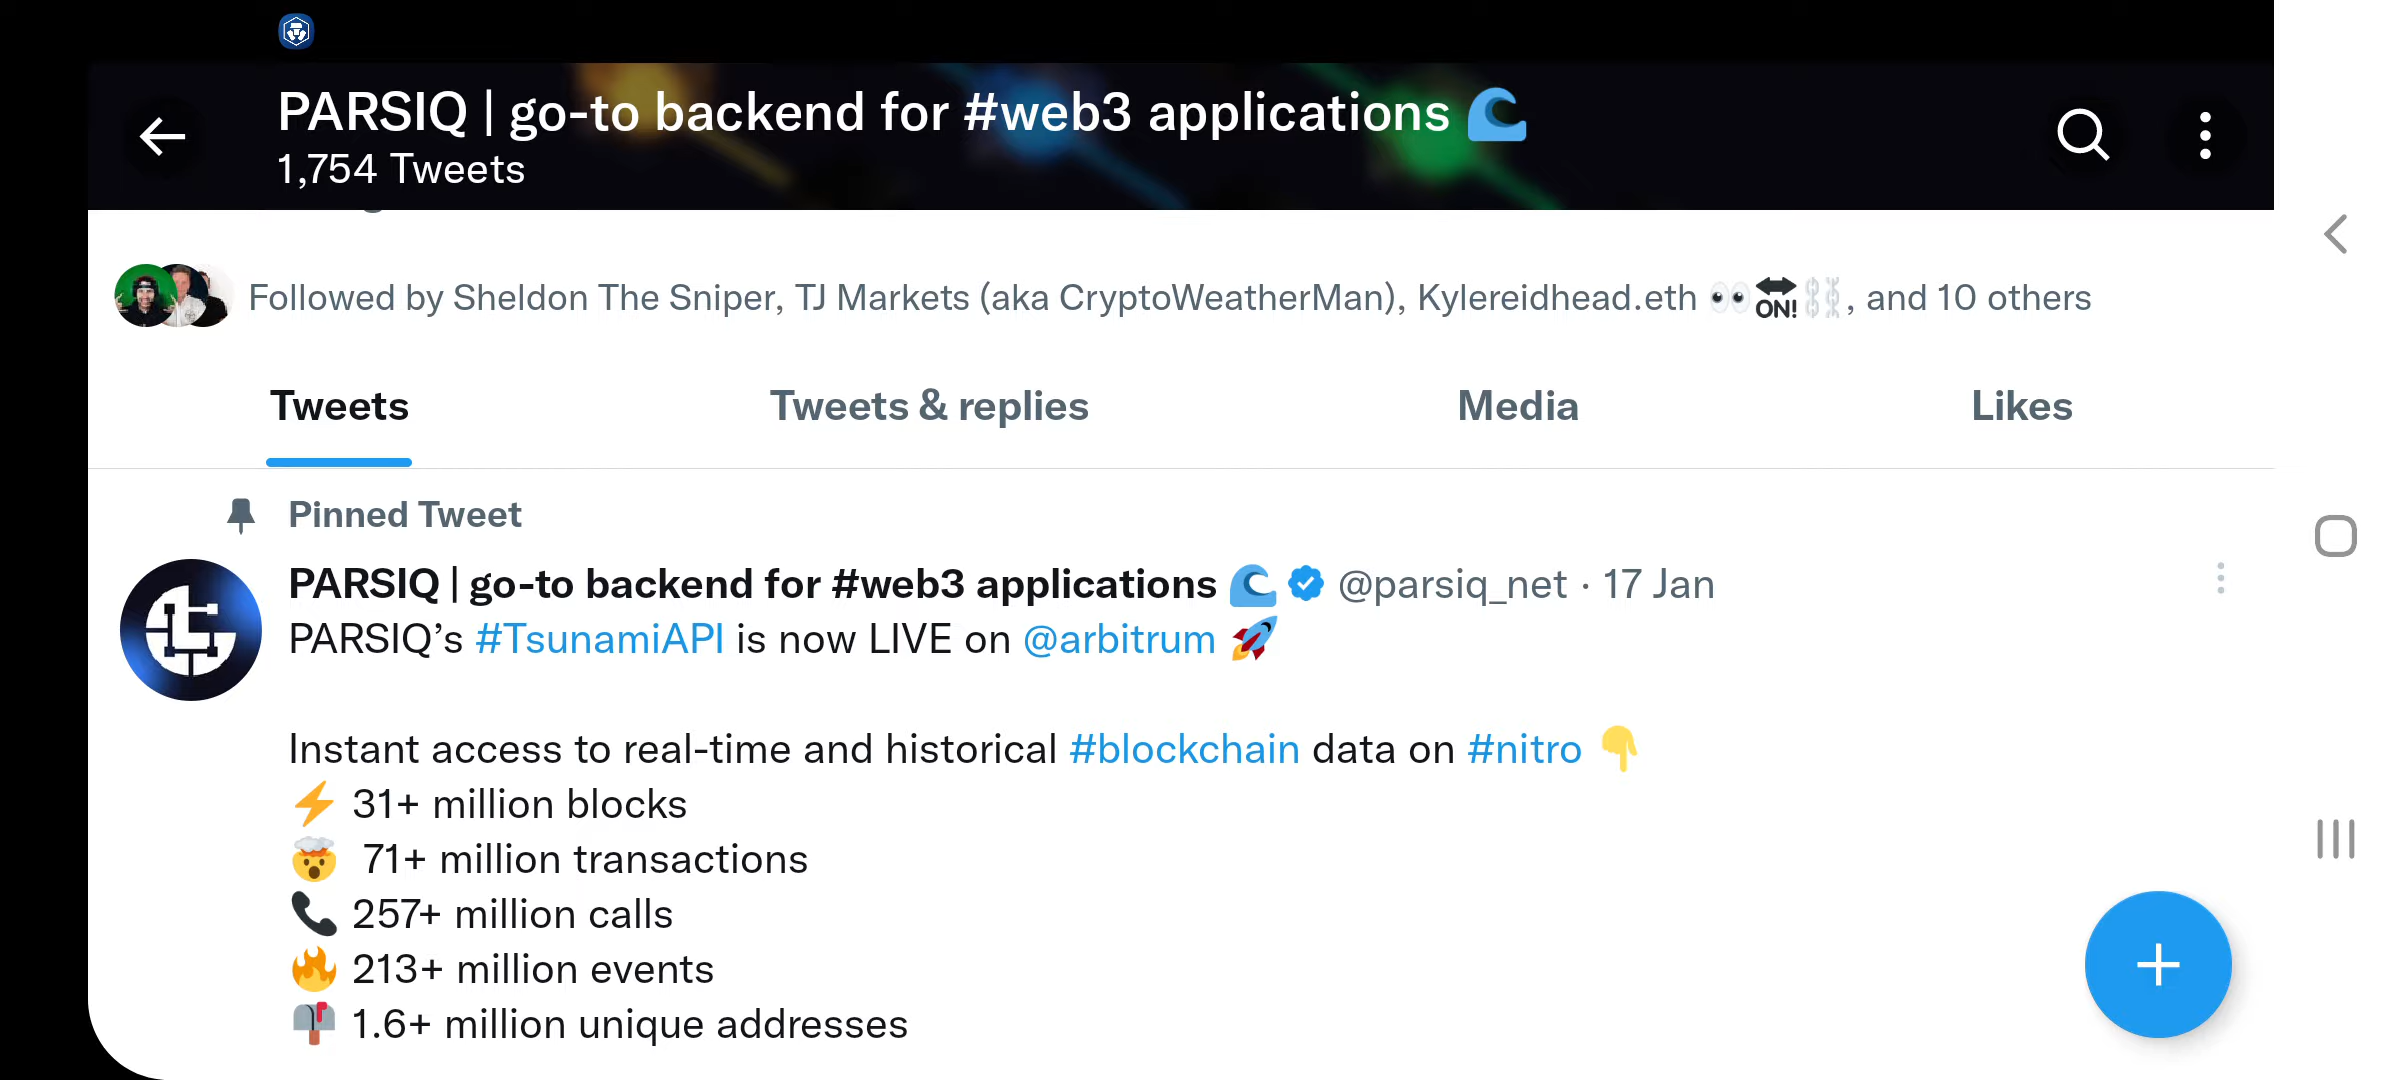 PARSIQ | go-to backend for #web3 applications 🌊
1,754 Tweets
Followed by Sheldon The Sniper, TJ Markets (aka CryptoWeatherMan), Kylereidhead.eth 👀🔛⛓, and 10 others
Tweets
Tweets & replies
Media
Likes
Pinned Tweet
PARSIQ | go-to backend for #web3 applications 🌊 @parsiq_net · 17 Jan
PARSIQ’s #TsunamiAPI is now LIVE on @arbitrum 🚀
Instant access to real-time and historical #blockchain data on #nitro 👇
⚡ 31+ million blocks
🤯 71+ million transactions
📞 257+ million calls
🔥 213+ million events
📫 1.6+ million unique addresses